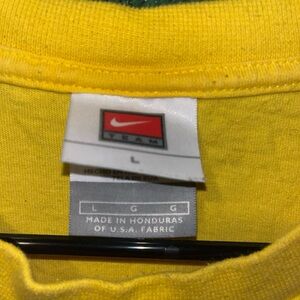 TEAM
L
L G G
MADE IN HONDURAS
OF U.S.A. FABRIC